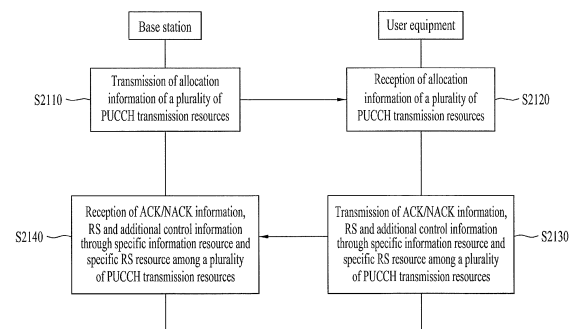 Base station
User equipment
S2110
Transmission of allocation
information of a plurality of
PUCCH transmission resources
Reception of allocation
information of a plurality of
PUCCH transmission resources
S2120
S2140
Reception of ACK/NACK information,
RS and additional control information
through specific information resource and
specific RS resource among a plurality
of PUCCH transmission resources
Transmission of ACK/NACK information,
RS and additional control information
through specific information resource and
specific RS resource among a plurality
of PUCCH transmission resources
S2130